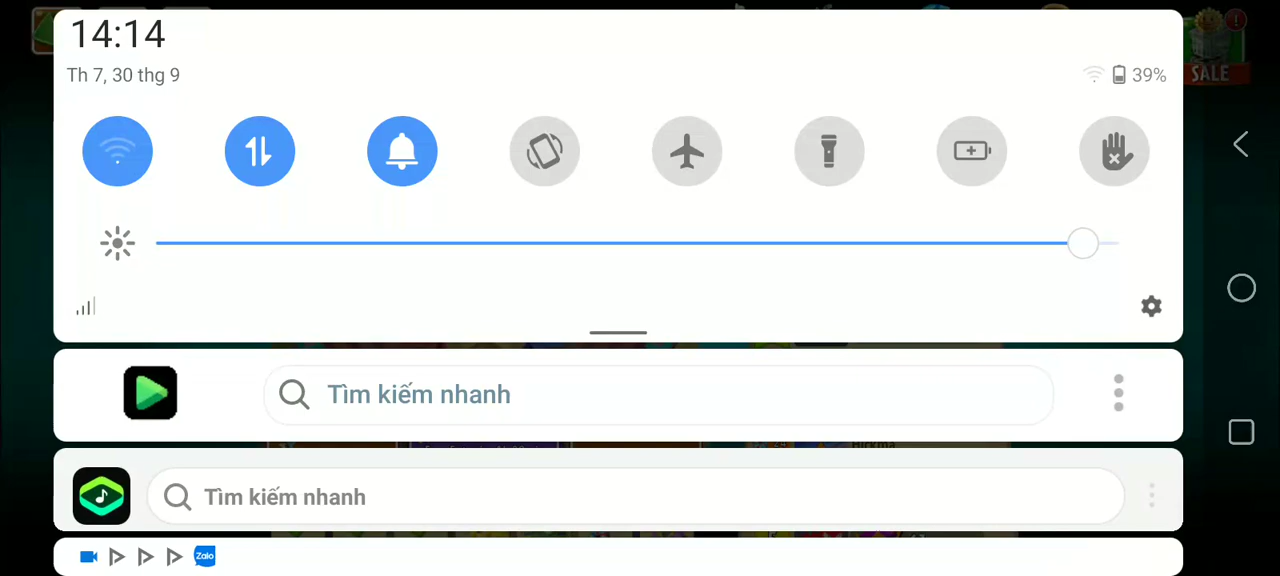 14:14
Th 7, 30 thg 9
39%
SALE
Tìm kiếm nhanh
Tìm kiếm nhanh
Zalo